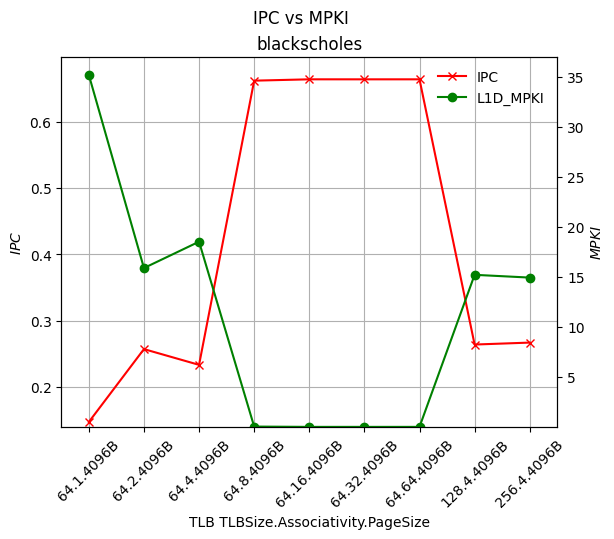 IPC vs MPKI
blackscholes
IPC
L1D_MPKI
0.6
0.5
0.4
0.3
0.2
IPC
35
30
25
20
15
10
5
MPKI
64.1.4096B
64.2.4096B
64.4.4096B
64.8.4096B
64.16.4096B
64.32.4096B
64.64.4096B
128.4.4096B
256.4.4096B
TLB TLBSize.Associativity.PageSize